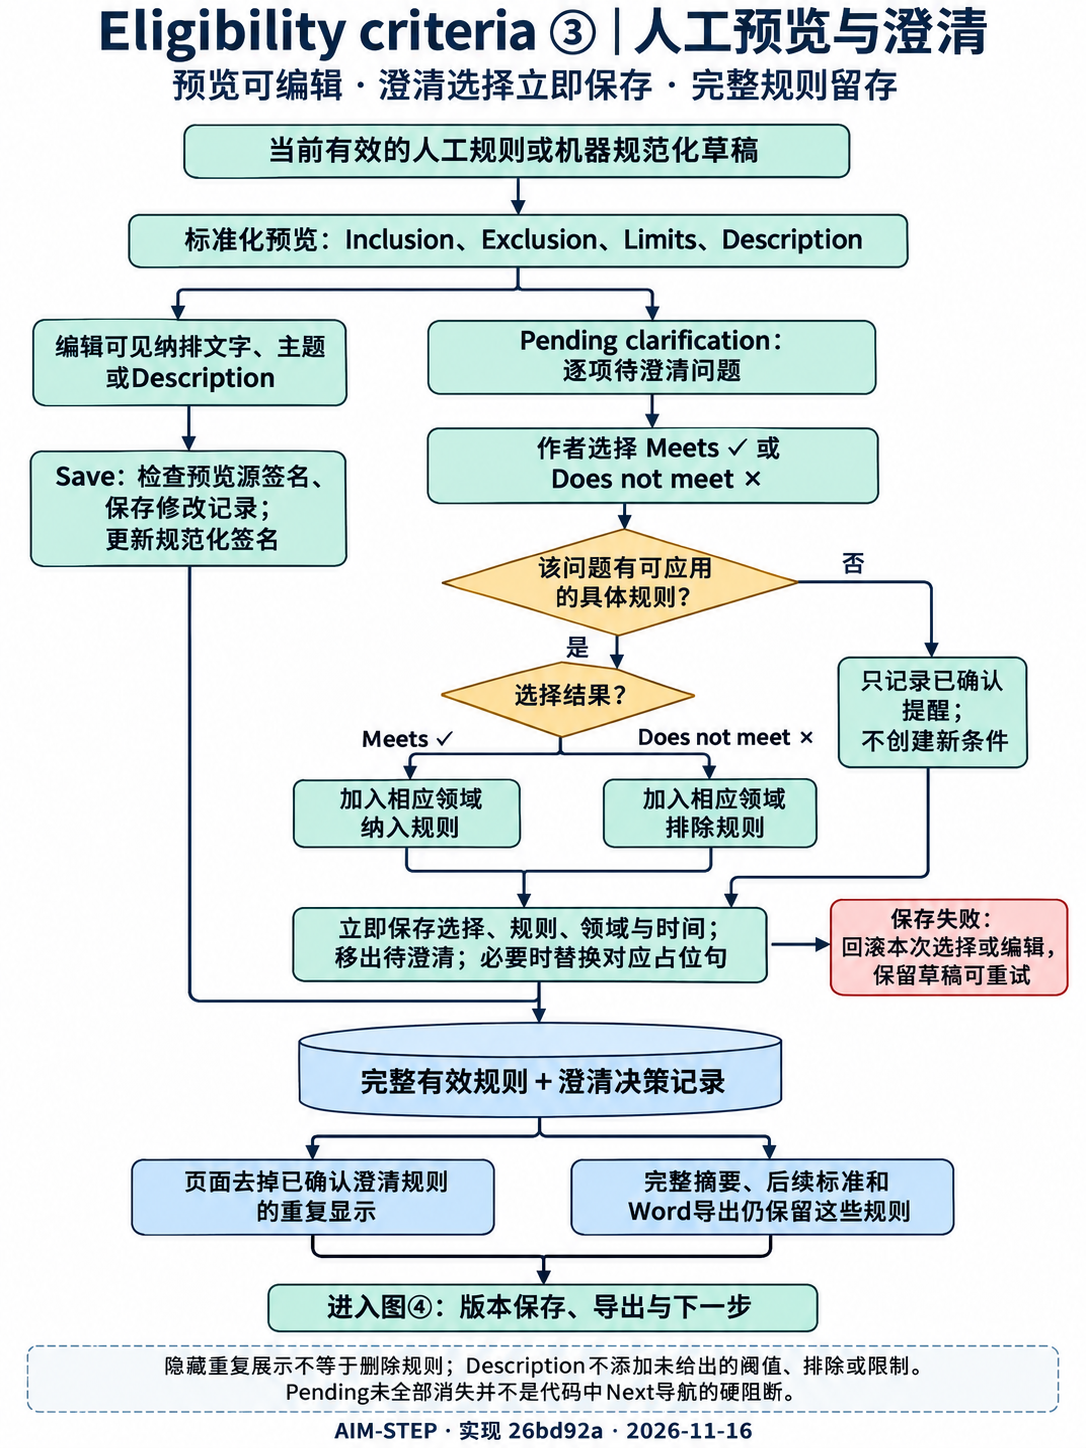 Eligibility criteria ③ | 人工预览与澄清
预览可编辑 · 澄清选择立即保存 · 完整规则留存
当前有效的人工规则或机器规范化草稿
标准化预览：Inclusion、Exclusion、Limits、Description
编辑可见纳排文字、主题
或Description
Pending clarification：
逐项待澄清问题
Save：检查预览源签名、
保存修改记录；
更新规范化签名
作者选择 Meets ✓ 或
Does not meet ×
该问题有可应用
的具体规则？
否
是
选择结果？
只记录已确认
提醒；
不创建新条件
Meets ✓
Does not meet ×
加入相应领域
纳入规则
加入相应领域
排除规则
立即保存选择、规则、领域与时间；
移出待澄清；必要时替换对应占位句
保存失败：
回滚本次选择或编辑，
保留草稿可重试
完整有效规则 + 澄清决策记录
页面去掉已确认澄清规则
的重复显示
完整摘要、后续标准和
Word导出仍保留这些规则
进入图④：版本保存、导出与下一步
隐藏重复展示不等于删除规则；Description不添加未给出的阈值、排除或限制。
Pending未全部消失并不是代码中Next导航的硬阻断。
AIM-STEP · 实现 26bd92a · 2026-11-16